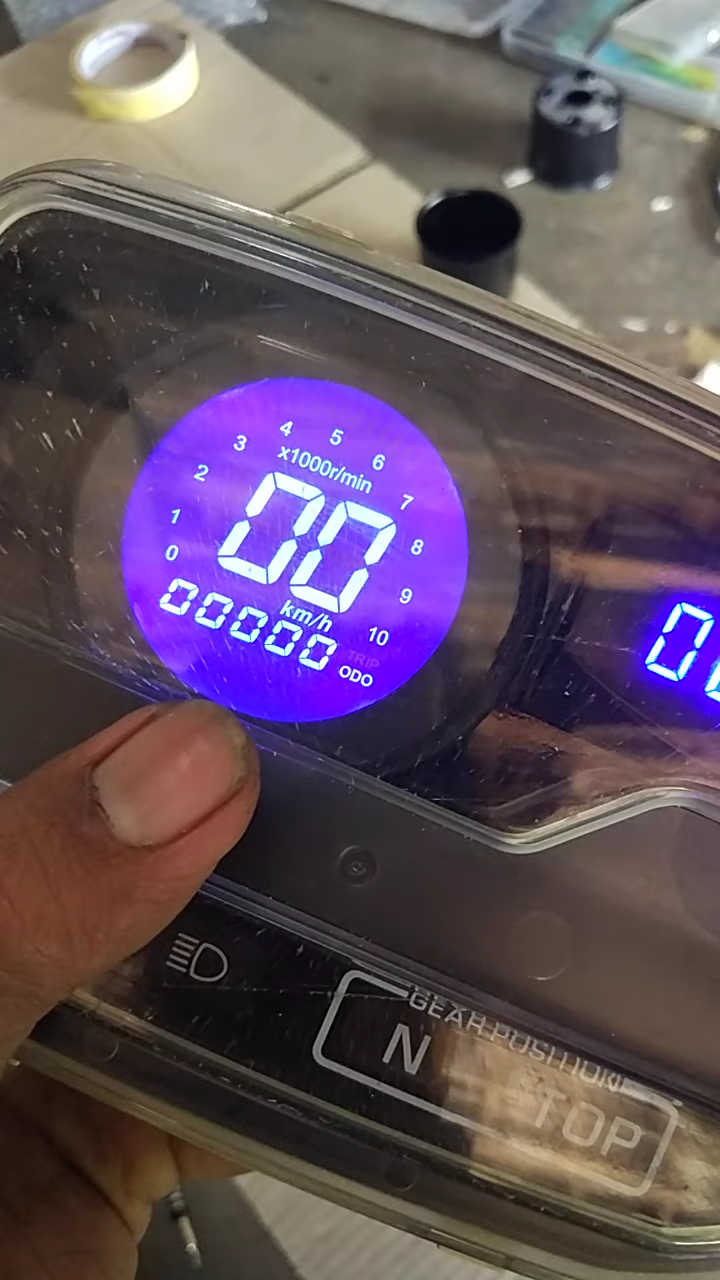 4 5 6
3 7
x1000r/min
2 8
1 00
0 9
km/h
00000 10
TRIP
ODO
0
GEAR POSITION
N TOP